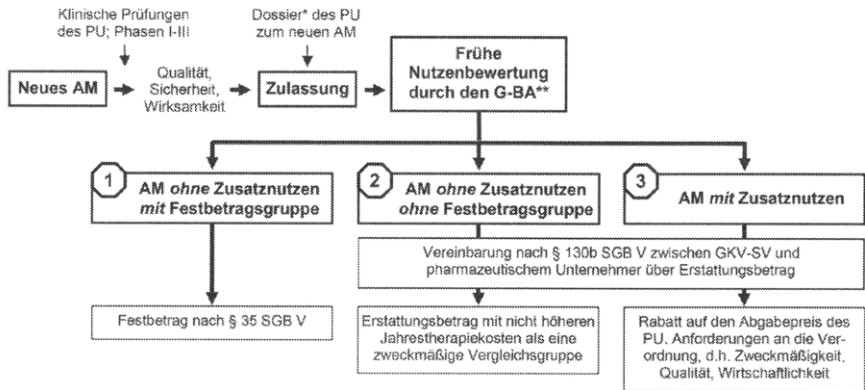 Klinische Prüfungen
des PU; Phasen I-III
Dossier* des PU
zum neuen AM
Neues AM
Qualität,
Sicherheit,
Wirksamkeit
Zulassung
Frühe
Nutzenbewertung
durch den G-BA**
1
AM ohne Zusatznutzen
mit Festbetragsgruppe
2
AM ohne Zusatznutzen
ohne Festbetragsgruppe
3
AM mit Zusatznutzen
Vereinbarung nach § 130b SGB V zwischen GKV-SV und
pharmazeutischem Unternehmer über Erstattungsbetrag
Festbetrag nach § 35 SGB V
Erstattungsbetrag mit nicht höheren
Jahrestherapiekosten als eine
zweckmäßige Vergleichsgruppe
Rabatt auf den Abgabepreis des
PU. Anforderungen an die Ver-
ordnung, d.h. Zweckmäßigkeit,
Qualität, Wirtschaftlichkeit